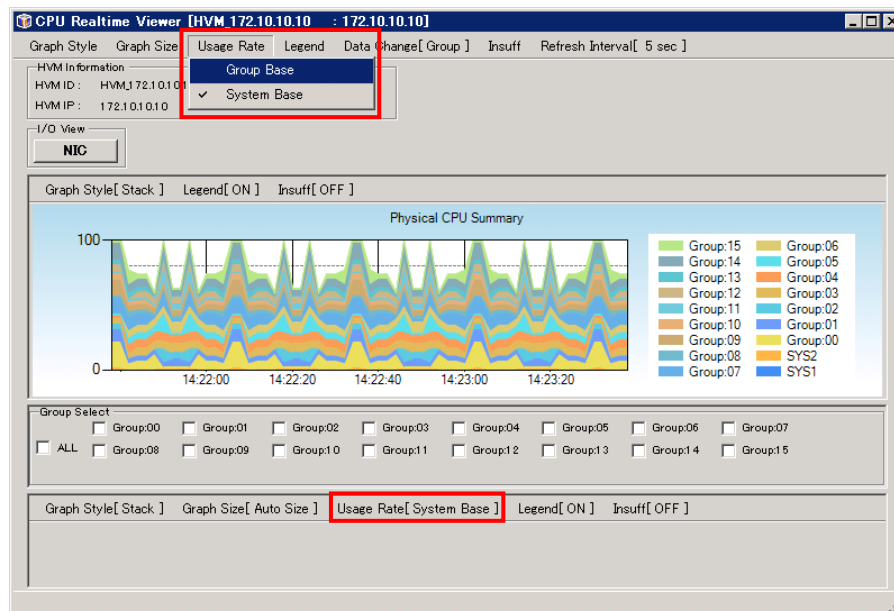 CPU Realtime Viewer [HVM_172.10.10.10 : 172.10.10.10]
Graph Style Graph Size Usage Rate Legend Data Change[ Group ] Insuff Refresh Interval[ 5 sec ]
Group Base
✓ System Base
HVM Information
HVM ID : HVM_172.10.101
HVM IP : 172.10.10.10
I/O View
NIC
Graph Style[ Stack ] Legend[ ON ] Insuff[ OFF ]
Physical CPU Summary
100
0
14:22:00 14:22:20 14:22:40 14:23:00 14:23:20
Group:15 Group:06
Group:14 Group:05
Group:13 Group:04
Group:12 Group:03
Group:11 Group:02
Group:10 Group:01
Group:09 Group:00
Group:08 SYS2
Group:07 SYS1
Group Select
ALL
Group:00 Group:01 Group:02 Group:03 Group:04 Group:05 Group:06 Group:07
Group:08 Group:09 Group:10 Group:11 Group:12 Group:13 Group:14 Group:15
Graph Style[ Stack ] Graph Size[ Auto Size ] Usage Rate[ System Base ] Legend[ ON ] Insuff[ OFF ]